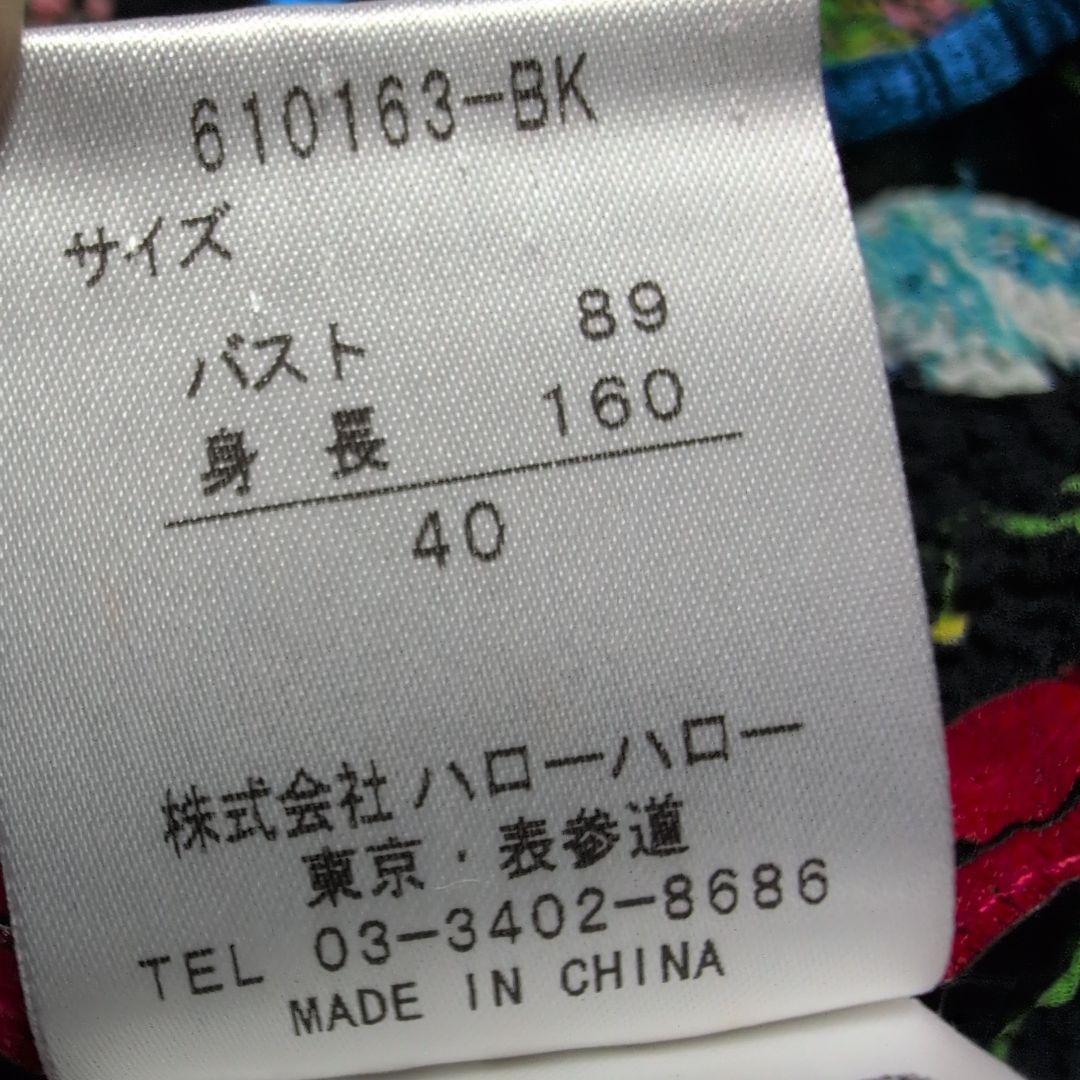 610163-BK
サイズ
バスト 89
身 長 160
40
株式会社ハローハロー
東京・表参道
TEL 03-3402-8686
MADE IN CHINA